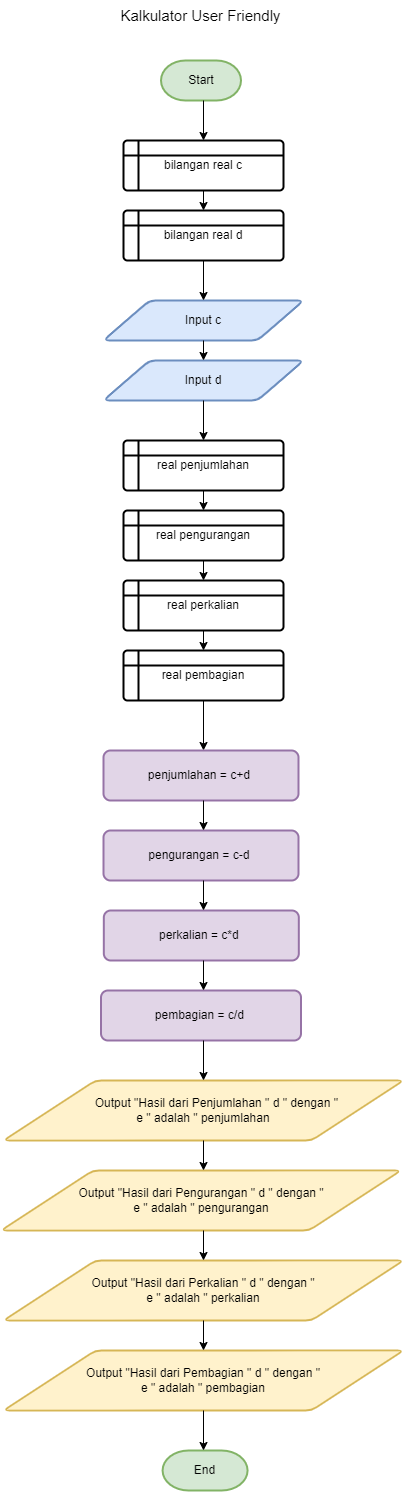 Kalkulator User Friendly
Start
bilangan real c
bilangan real d
Input c
Input d
real penjumlahan
real pengurangan
real perkalian
real pembagian
penjumlahan = c+d
pengurangan = c-d
perkalian = c*d
pembagian = c/d
Output "Hasil dari Penjumlahan " d " dengan "
e " adalah " penjumlahan
Output "Hasil dari Pengurangan " d " dengan "
e " adalah " pengurangan
Output "Hasil dari Perkalian " d " dengan "
e " adalah " perkalian
Output "Hasil dari Pembagian " d " dengan "
e " adalah " pembagian
End